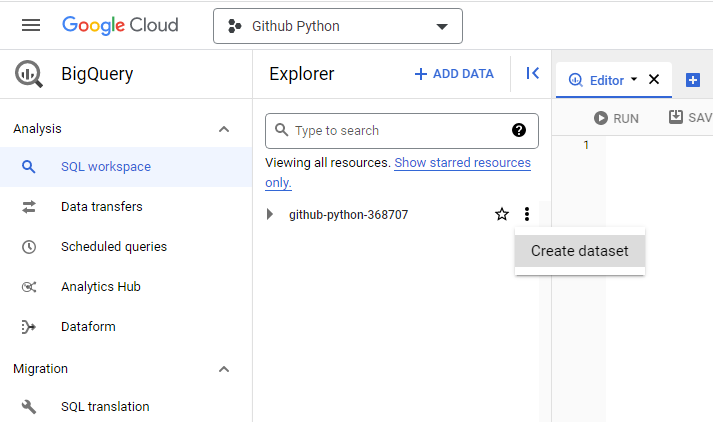 Google Cloud
Github Python
BigQuery
Analysis
SQL workspace
Data transfers
Scheduled queries
Analytics Hub
Dataform
Migration
SQL translation
Explorer
+ ADD DATA
Type to search
Viewing all resources. Show starred resources
only.
github-python-368707
Create dataset
Editor
RUN
SAV
1